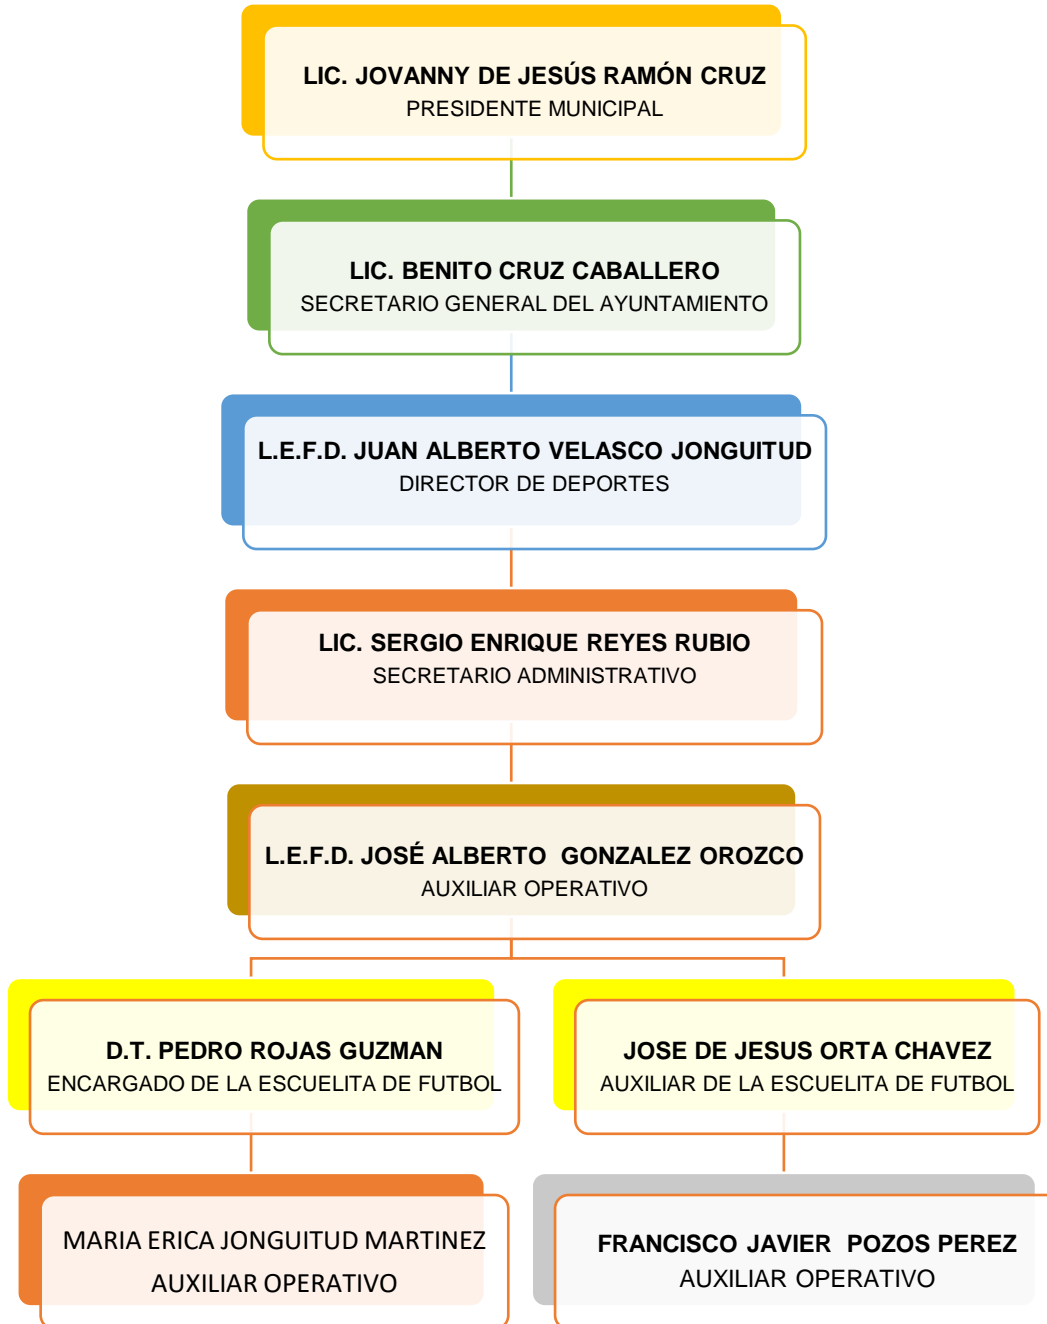 LIC. JOVANNY DE JESÚS RAMÓN CRUZ
PRESIDENTE MUNICIPAL
LIC. BENITO CRUZ CABALLERO
SECRETARIO GENERAL DEL AYUNTAMIENTO
L.E.F.D. JUAN ALBERTO VELASCO JONGUITUD
DIRECTOR DE DEPORTES
LIC. SERGIO ENRIQUE REYES RUBIO
SECRETARIO ADMINISTRATIVO
L.E.F.D. JOSÉ ALBERTO GONZALEZ OROZCO
AUXILIAR OPERATIVO
D.T. PEDRO ROJAS GUZMAN
ENCARGADO DE LA ESCUELITA DE FUTBOL
JOSE DE JESUS ORTA CHAVEZ
AUXILIAR DE LA ESCUELITA DE FUTBOL
MARIA ERICA JONGUITUD MARTINEZ
AUXILIAR OPERATIVO
FRANCISCO JAVIER POZOS PEREZ
AUXILIAR OPERATIVO